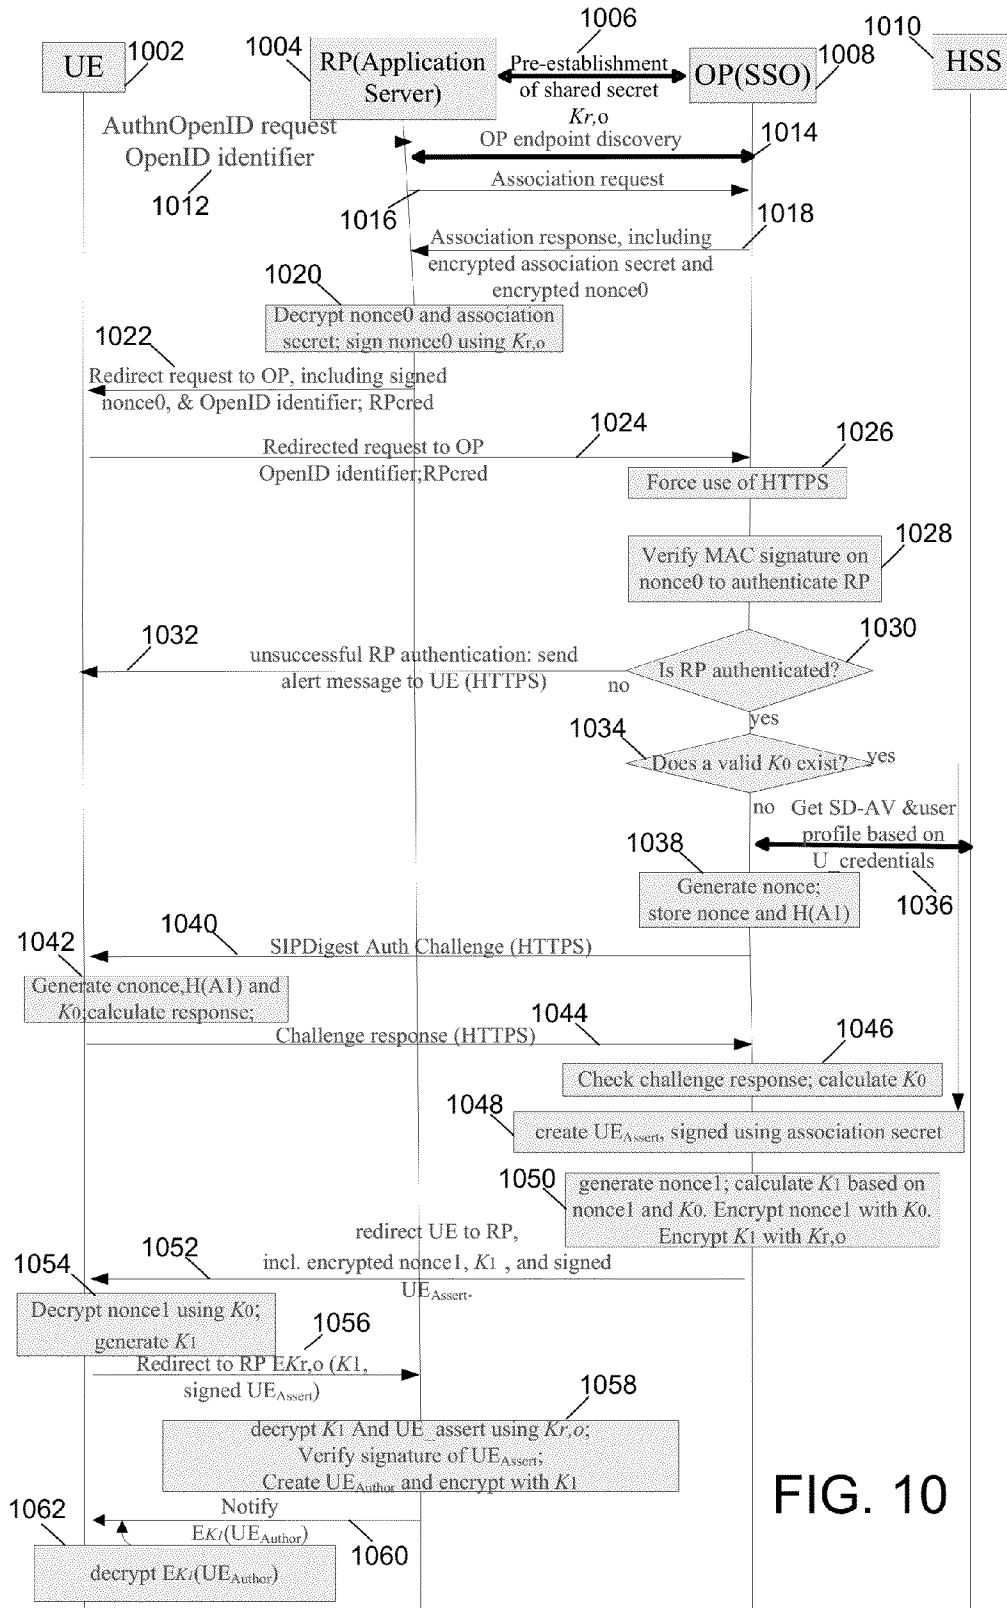 1002
UE
1004
RP(Application
Server)
1006
Pre-establishment
of shared secret
Kr,o
OP(SSO)
1008
1010
HSS
AuthnOpenID request
OpenID identifier
1012
OP endpoint discovery
1014
Association request
1016
1018
Association response, including
encrypted association secret and
encrypted nonce0
1020
Decrypt nonce0 and association
secret; sign nonce0 using Kr,o
1022
Redirect request to OP, including signed
nonce0, & OpenID identifier; RPcred
1024
Redirected request to OP
OpenID identifier;RPcred
1026
Force use of HTTPS
1028
Verify MAC signature on
nonce0 to authenticate RP
1030
Is RP authenticated?
1032
unsuccessful RP authentication: send
alert message to UE (HTTPS)
no
yes
1034
Does a valid K0 exist?
yes
no
Get SD-AV &user
profile based on
U_credentials
1036
1038
Generate nonce;
store nonce and H(A1)
1040
SIPDigest Auth Challenge (HTTPS)
1042
Generate cnonce,H(A1) and
K0;calculate response;
1044
Challenge response (HTTPS)
1046
Check challenge response; calculate K0
1048
create UEAssert, signed using association secret
1050
generate nonce1; calculate K1 based on
nonce1 and K0. Encrypt nonce1 with K0.
Encrypt K1 with Kr,o
1052
redirect UE to RP,
incl. encrypted nonce1, K1 , and signed
UEAssert.
1054
Decrypt nonce1 using K0;
generate K1
1056
Redirect to RP EKr,o (K1,
signed UEAssert)
1058
decrypt K1 And UE_assert using Kr,o;
Verify signature of UEAssert;
Create UEAuthor and encrypt with K1
1060
Notify
EK1(UEAuthor)
1062
decrypt EK1(UEAuthor)
FIG. 10